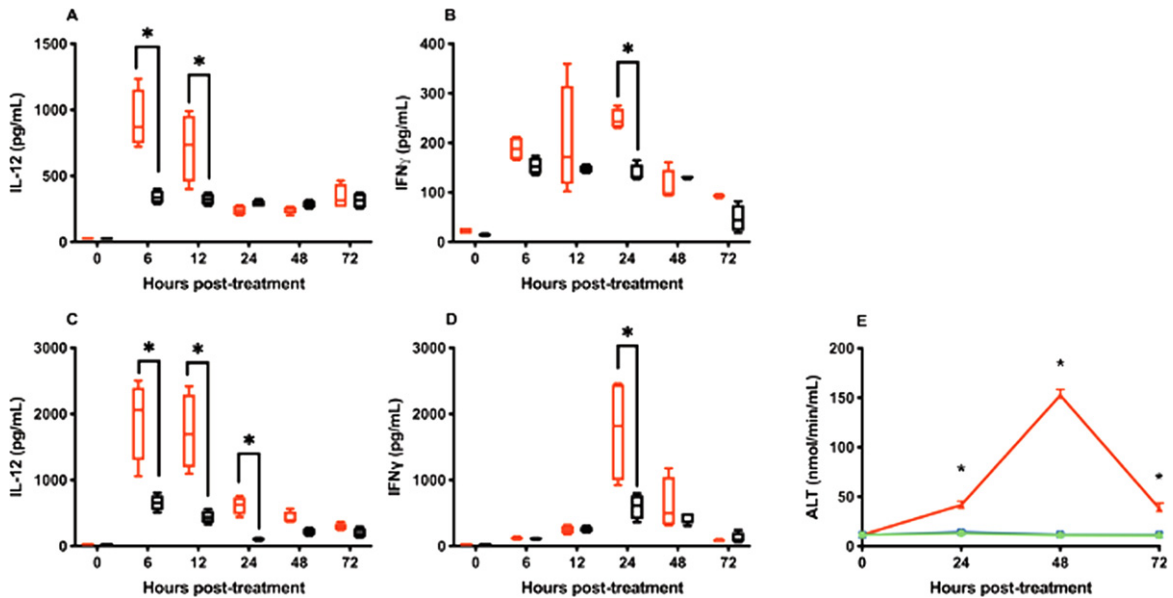 A
*
*
1500
1000
500
0
IL-12 (pg/mL)
0 6 12 24 48 72
Hours post-treatment
B
*
400
300
200
100
0
IFNγ (pg/mL)
0 6 12 24 48 72
Hours post-treatment
C
*
*
*
3000
2000
1000
0
IL-12 (pg/mL)
0 6 12 24 48 72
Hours post-treatment
D
*
3000
2000
1000
0
IFNγ (pg/mL)
0 6 12 24 48 72
Hours post-treatment
E
*
*
*
200
150
100
50
0
ALT (nmol/min/mL)
0 24 48 72
Hours post-treatment